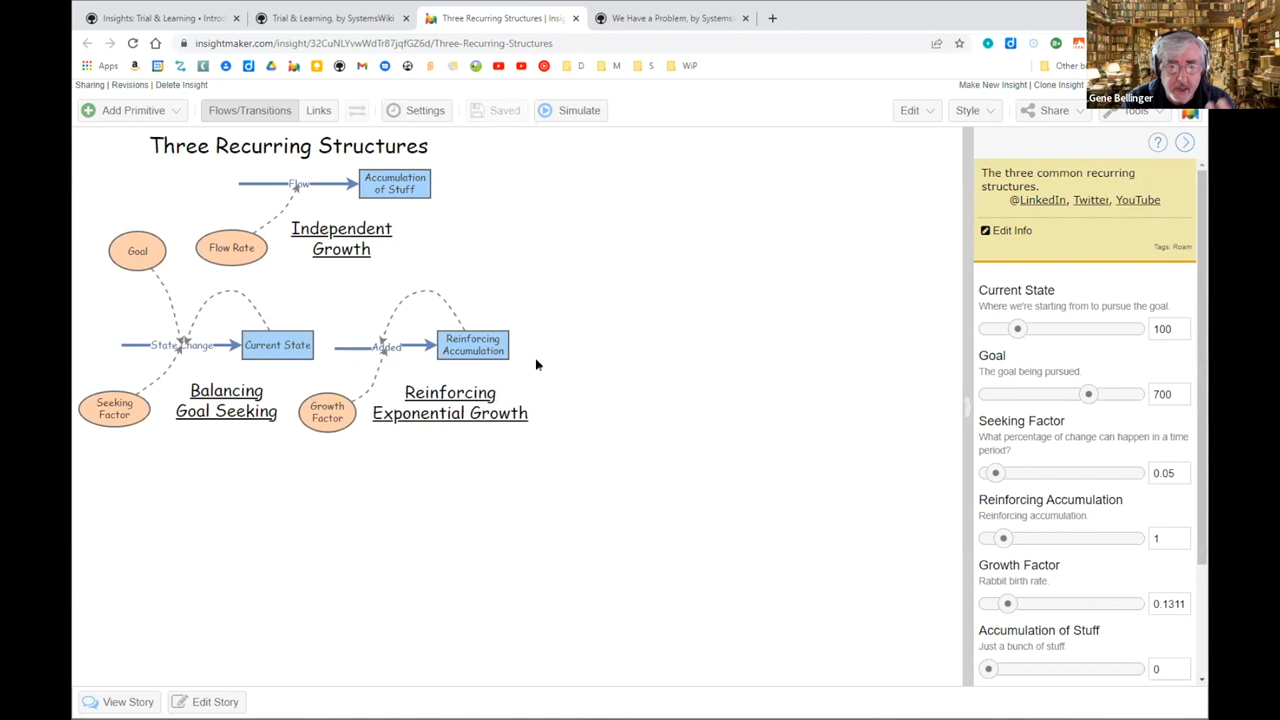 Insights: Trial & Learning • Introd
Trial & Learning, by SystemsWiki
Three Recurring Structures | Insig
We Have a Problem, by Systems
insightmaker.com/insight/32CuNLYvwWdTr87jqfGZ6d/Three-Recurring-Structures
Apps
D
M
S
WiP
Other bo
Gene Bellinger
Sharing | Revisions | Delete Insight
Make New Insight | Clone Insight
Add Primitive
Flows/Transitions
Links
Settings
Saved
Simulate
Edit
Style
Share
Tools
Three Recurring Structures
Flow
Accumulation
of Stuff
Flow Rate
Independent
Growth
Goal
State Change
Current State
Seeking
Factor
Balancing
Goal Seeking
Added
Reinforcing
Accumulation
Growth
Factor
Reinforcing
Exponential Growth
The three common recurring
structures.
@LinkedIn, Twitter, YouTube
Edit Info
Tags: Roam
Current State
Where we're starting from to pursue the goal.
100
Goal
The goal being pursued.
700
Seeking Factor
What percentage of change can happen in a time
period?
0.05
Reinforcing Accumulation
Reinforcing accumulation.
1
Growth Factor
Rabbit birth rate.
0.1311
Accumulation of Stuff
Just a bunch of stuff.
0
View Story
Edit Story